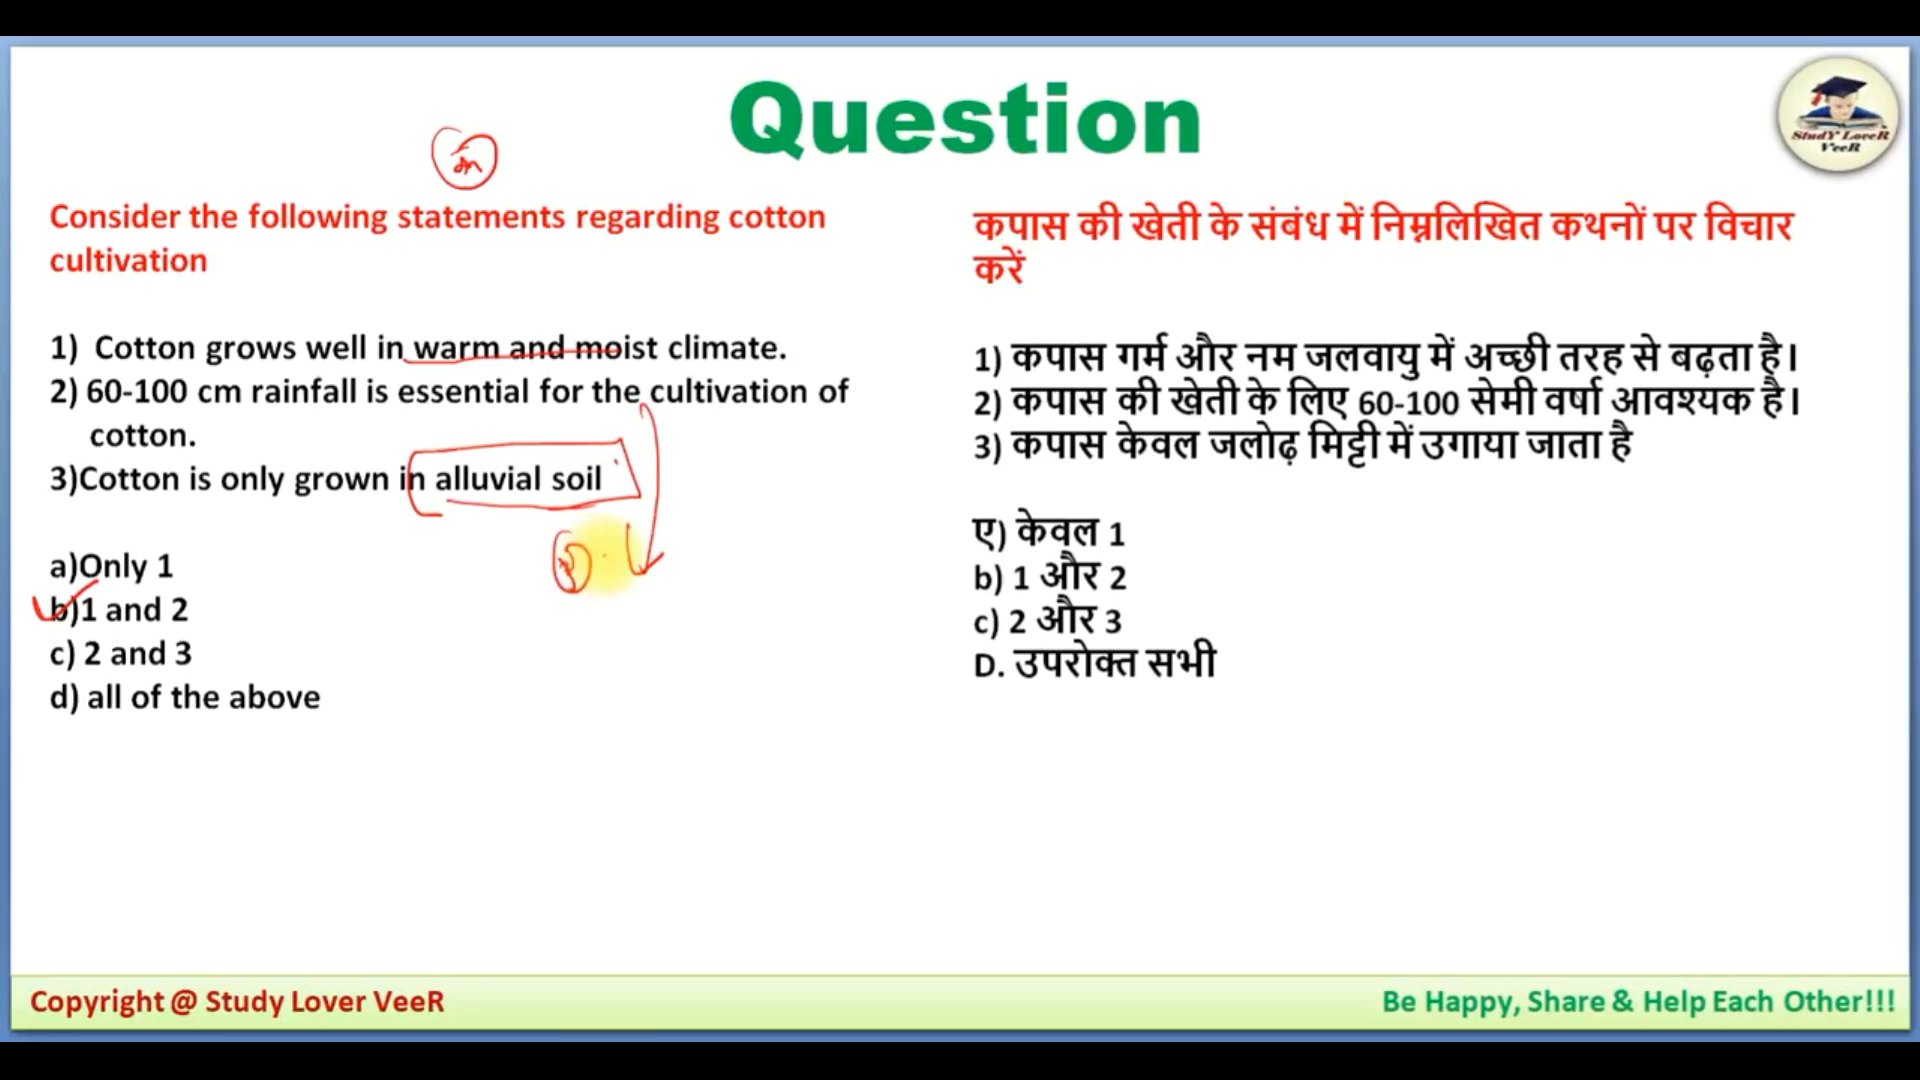 Question
StudY LoveR
VeeR
Consider the following statements regarding cotton
cultivation
1) Cotton grows well in warm and moist climate.
2) 60-100 cm rainfall is essential for the cultivation of
cotton.
3)Cotton is only grown in alluvial soil
a)Only 1
b)1 and 2
c) 2 and 3
d) all of the above
कपास की खेती के संबंध में निम्नलिखित कथनों पर विचार
करें
1) कपास गर्म और नम जलवायु में अच्छी तरह से बढ़ता है।
2) कपास की खेती के लिए 60-100 सेमी वर्षा आवश्यक है।
3) कपास केवल जलोढ़ मिट्टी में उगाया जाता है
ए) केवल 1
b) 1 और 2
c) 2 और 3
D. उपरोक्त सभी
Copyright @ Study Lover VeeR
Be Happy, Share & Help Each Other!!!